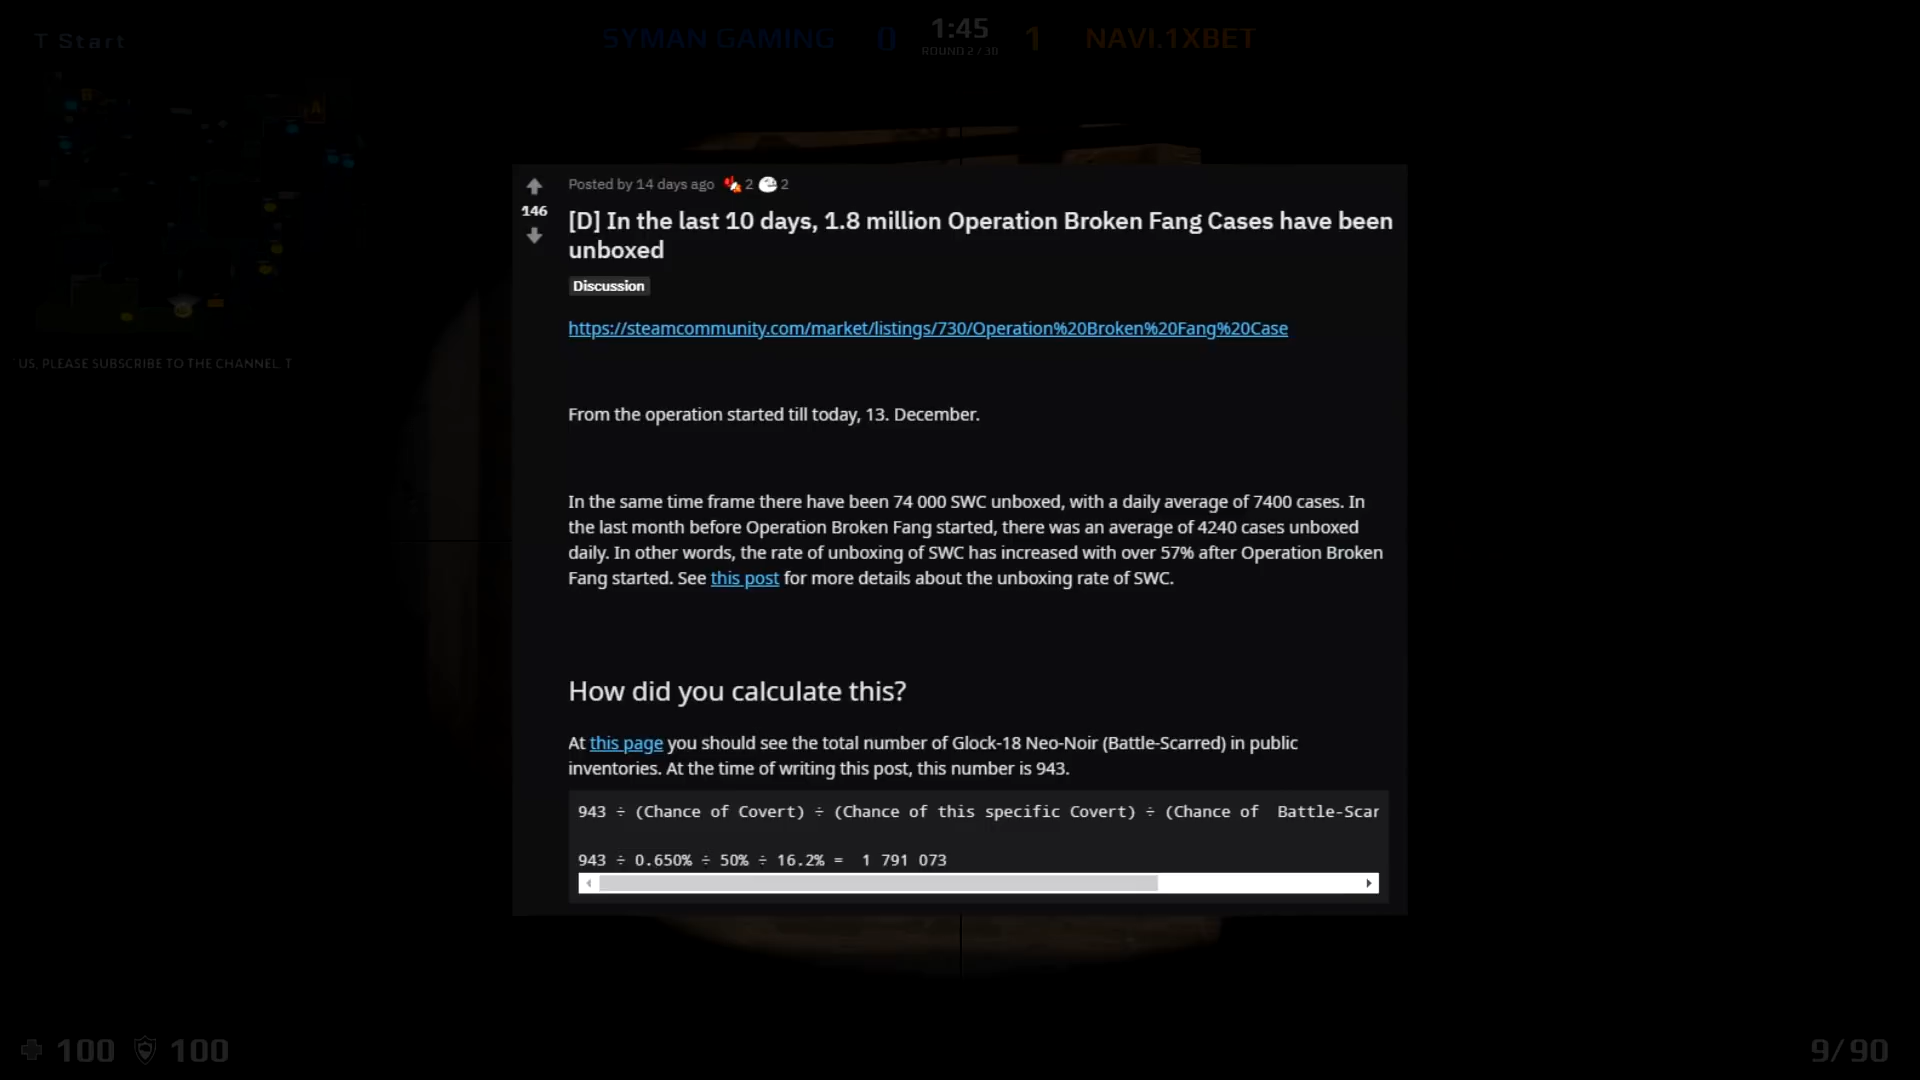 T Start
SYMAN GAMING 0 1:45 1 NAVI.1XBET
ROUND 2 / 30
B
A
US, PLEASE SUBSCRIBE TO THE CHANNEL. T
Posted by 14 days ago 2 2
146
[D] In the last 10 days, 1.8 million Operation Broken Fang Cases have been
unboxed
Discussion
https://steamcommunity.com/market/listings/730/Operation%20Broken%20Fang%20Case
From the operation started till today, 13. December.
In the same time frame there have been 74 000 SWC unboxed, with a daily average of 7400 cases. In
the last month before Operation Broken Fang started, there was an average of 4240 cases unboxed
daily. In other words, the rate of unboxing of SWC has increased with over 57% after Operation Broken
Fang started. See this post for more details about the unboxing rate of SWC.
How did you calculate this?
At this page you should see the total number of Glock-18 Neo-Noir (Battle-Scarred) in public
inventories. At the time of writing this post, this number is 943.
943 ÷ (Chance of Covert) ÷ (Chance of this specific Covert) ÷ (Chance of  Battle-Scar
943 ÷ 0.650% ÷ 50% ÷ 16.2% =  1 791 073
100 100
9/90